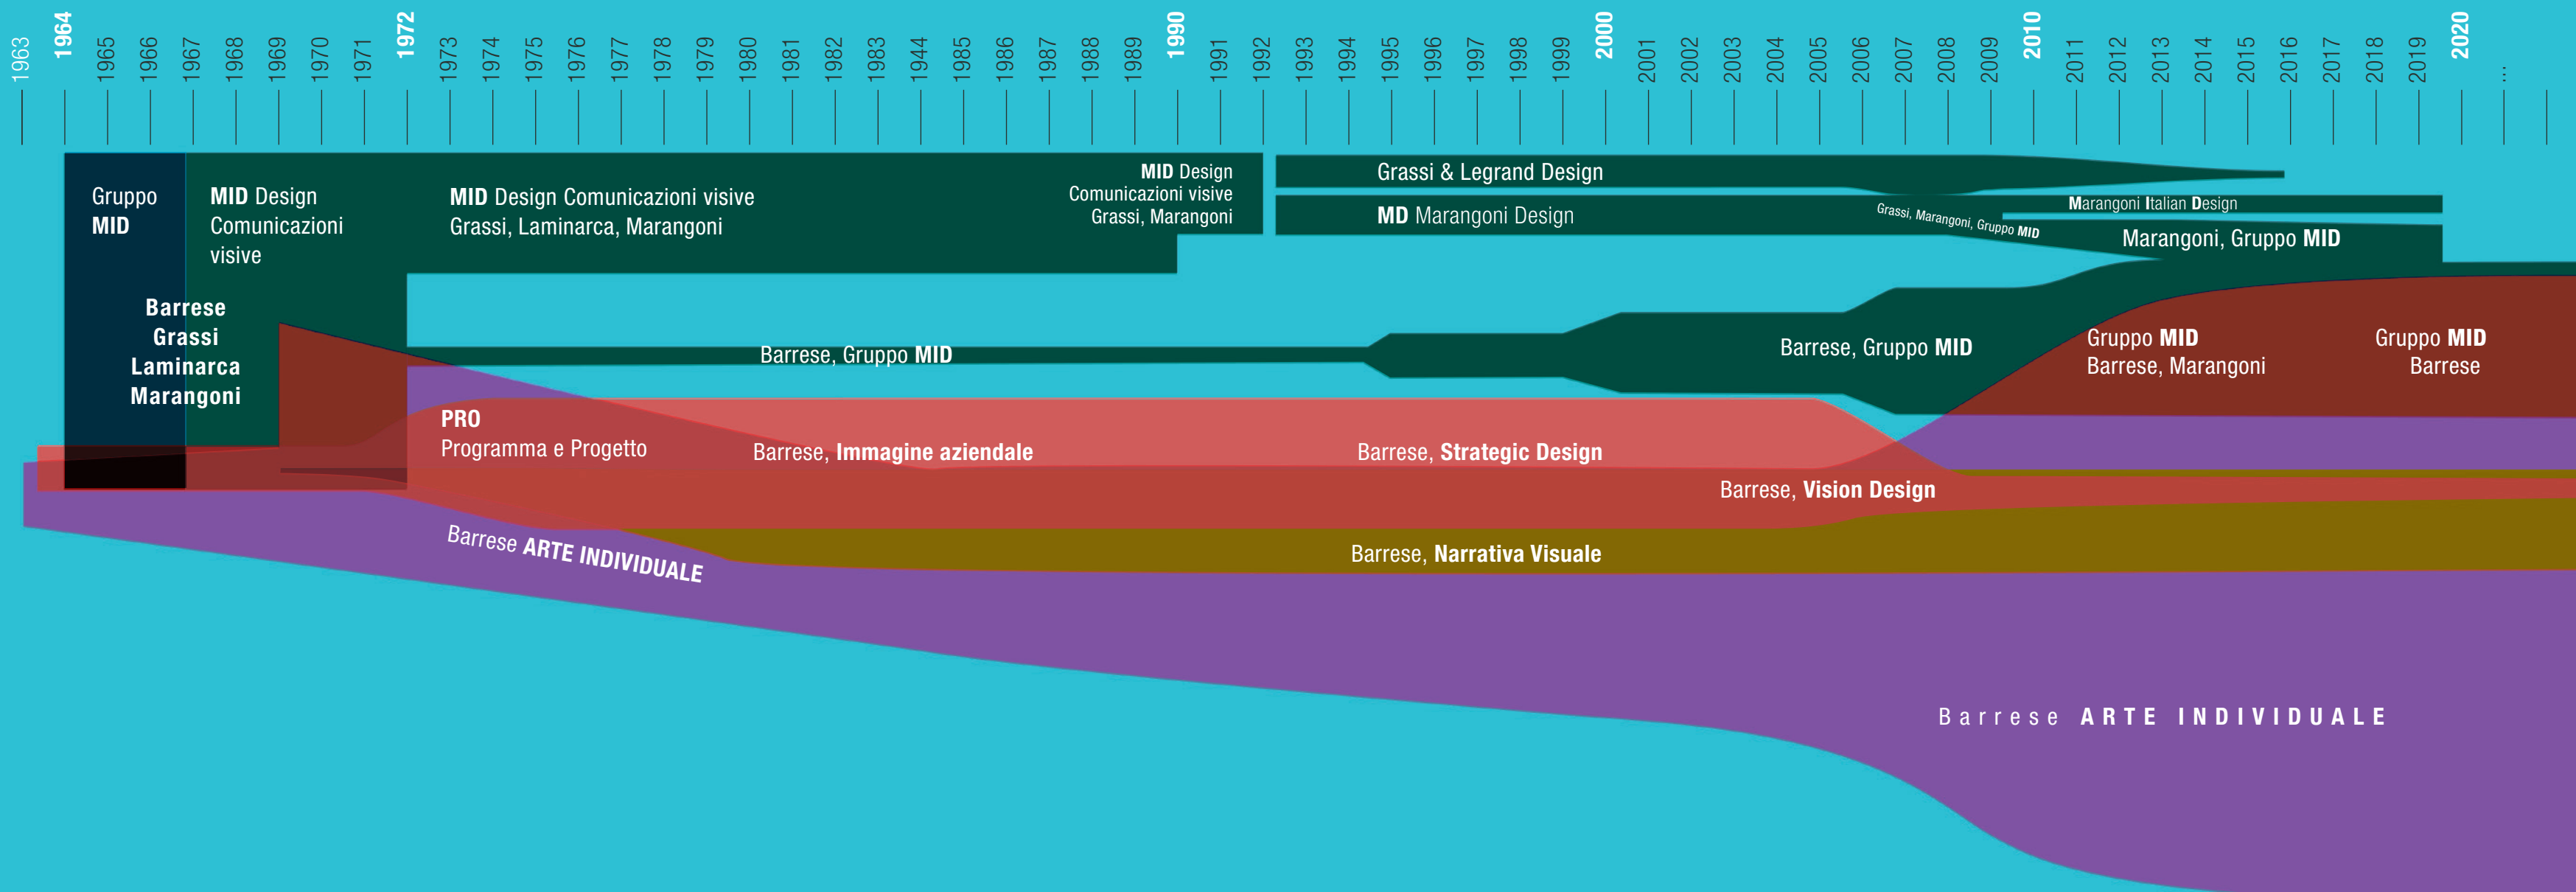 1963
1964
1965
1966
1967
1968
1969
1970
1971
1972
1973
1974
1975
1976
1977
1978
1979
1980
1981
1982
1983
1944
1985
1986
1987
1988
1989
1990
1991
1992
1993
1994
1995
1996
1997
1998
1999
2000
2001
2002
2003
2004
2005
2006
2007
2008
2009
2010
2011
2012
2013
2014
2015
2016
2017
2018
2019
2020
...
Gruppo
MID
MID Design
Comunicazioni
visive
MID Design Comunicazioni visive
Grassi, Laminarca, Marangoni
MID Design
Comunicazioni visive
Grassi, Marangoni
Grassi & Legrand Design
MD Marangoni Design
Grassi, Marangoni, Gruppo MID
Marangoni Italian Design
Marangoni, Gruppo MID
Barrese
Grassi
Laminarca
Marangoni
Barrese, Gruppo MID
Barrese, Gruppo MID
Gruppo MID
Barrese, Marangoni
Gruppo MID
Barrese
PRO
Programma e Progetto
Barrese, Immagine aziendale
Barrese, Strategic Design
Barrese, Vision Design
Barrese ARTE INDIVIDUALE
Barrese, Narrativa Visuale
Barrese ARTE INDIVIDUALE